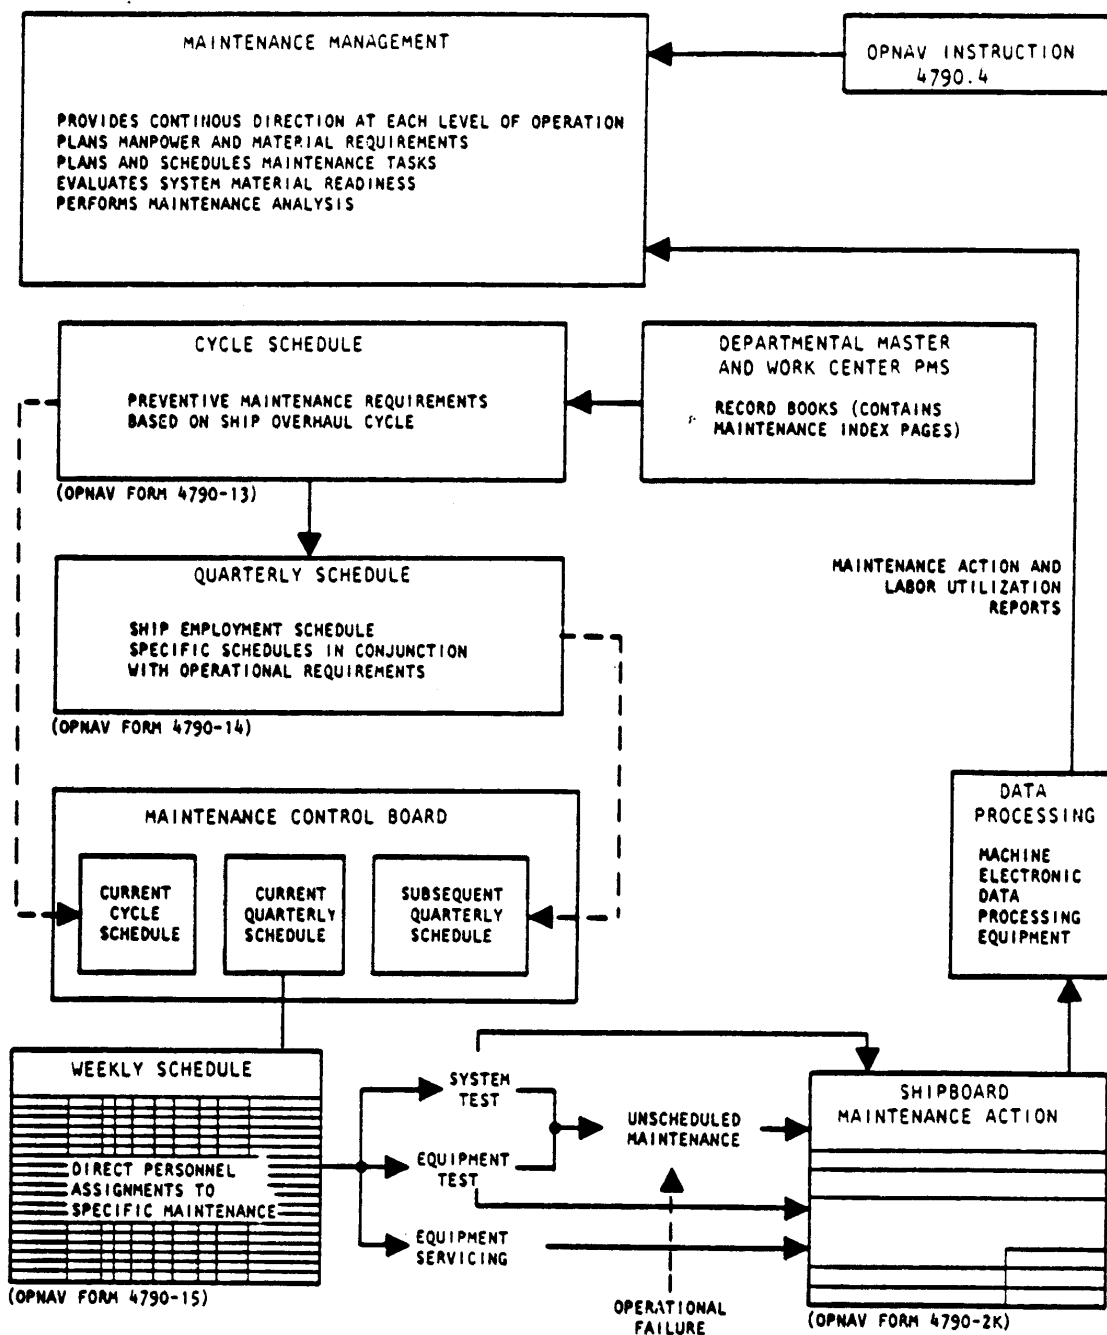 MAINTENANCE MANAGEMENT
PROVIDES CONTINOUS DIRECTION AT EACH LEVEL OF OPERATION
PLANS MANPOWER AND MATERIAL REQUIREMENTS
PLANS AND SCHEDULES MAINTENANCE TASKS
EVALUATES SYSTEM MATERIAL READINESS
PERFORMS MAINTENANCE ANALYSIS
OPNAV INSTRUCTION
4790.4
CYCLE SCHEDULE
PREVENTIVE MAINTENANCE REQUIREMENTS
BASED ON SHIP OVERHAUL CYCLE
(OPNAV FORM 4790-13)
DEPARTMENTAL MASTER
AND WORK CENTER PMS
RECORD BOOKS (CONTAINS
MAINTENANCE INDEX PAGES)
QUARTERLY SCHEDULE
SHIP EMPLOYMENT SCHEDULE
SPECIFIC SCHEDULES IN CONJUNCTION
WITH OPERATIONAL REQUIREMENTS
(OPNAV FORM 4790-14)
MAINTENANCE ACTION AND
LABOR UTILIZATION
REPORTS
MAINTENANCE CONTROL BOARD
CURRENT
CYCLE
SCHEDULE
CURRENT
QUARTERLY
SCHEDULE
SUBSEQUENT
QUARTERLY
SCHEDULE
DATA
PROCESSING
MACHINE
ELECTRONIC
DATA
PROCESSING
EQUIPMENT
WEEKLY SCHEDULE
DIRECT PERSONNEL
ASSIGNMENTS TO
SPECIFIC MAINTENANCE
(OPNAV FORM 4790-15)
SYSTEM
TEST
EQUIPMENT
TEST
EQUIPMENT
SERVICING
UNSCHEDULED
MAINTENANCE
OPERATIONAL
FAILURE
SHIPBOARD
MAINTENANCE ACTION
(OPNAV FORM 4790-2K)